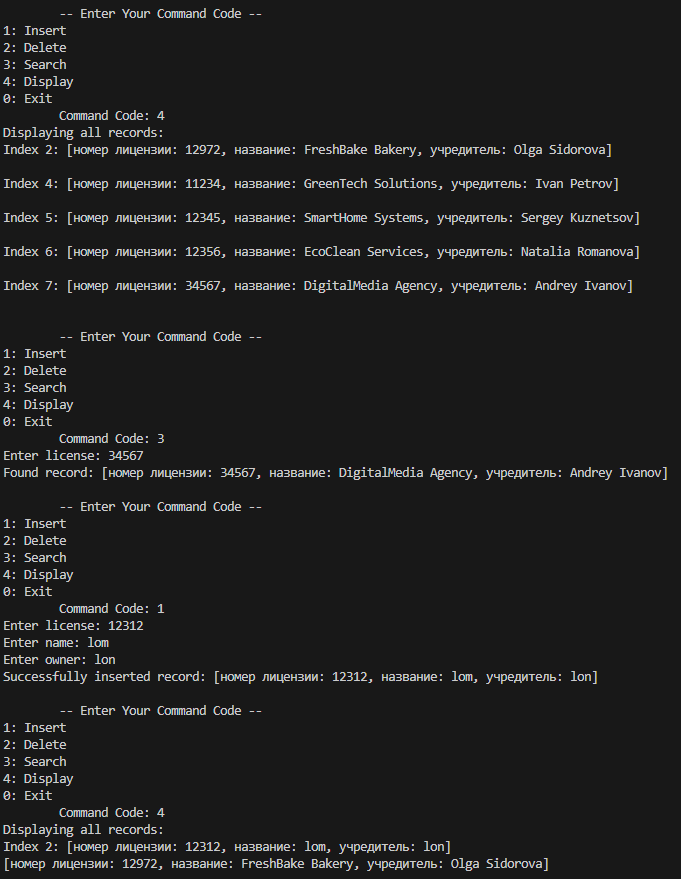 -- Enter Your Command Code --
1: Insert
2: Delete
3: Search
4: Display
0: Exit
Command Code: 4
Displaying all records:
Index 2: [номер лицензии: 12972, название: FreshBake Bakery, учредитель: Olga Sidorova]
Index 4: [номер лицензии: 11234, название: GreenTech Solutions, учредитель: Ivan Petrov]
Index 5: [номер лицензии: 12345, название: SmartHome Systems, учредитель: Sergey Kuznetsov]
Index 6: [номер лицензии: 12356, название: EcoClean Services, учредитель: Natalia Romanova]
Index 7: [номер лицензии: 34567, название: DigitalMedia Agency, учредитель: Andrey Ivanov]
-- Enter Your Command Code --
1: Insert
2: Delete
3: Search
4: Display
0: Exit
Command Code: 3
Enter license: 34567
Found record: [номер лицензии: 34567, название: DigitalMedia Agency, учредитель: Andrey Ivanov]
-- Enter Your Command Code --
1: Insert
2: Delete
3: Search
4: Display
0: Exit
Command Code: 1
Enter license: 12312
Enter name: lom
Enter owner: lon
Successfully inserted record: [номер лицензии: 12312, название: lom, учредитель: lon]
-- Enter Your Command Code --
1: Insert
2: Delete
3: Search
4: Display
0: Exit
Command Code: 4
Displaying all records:
Index 2: [номер лицензии: 12312, название: lom, учредитель: lon]
[номер лицензии: 12972, название: FreshBake Bakery, учредитель: Olga Sidorova]